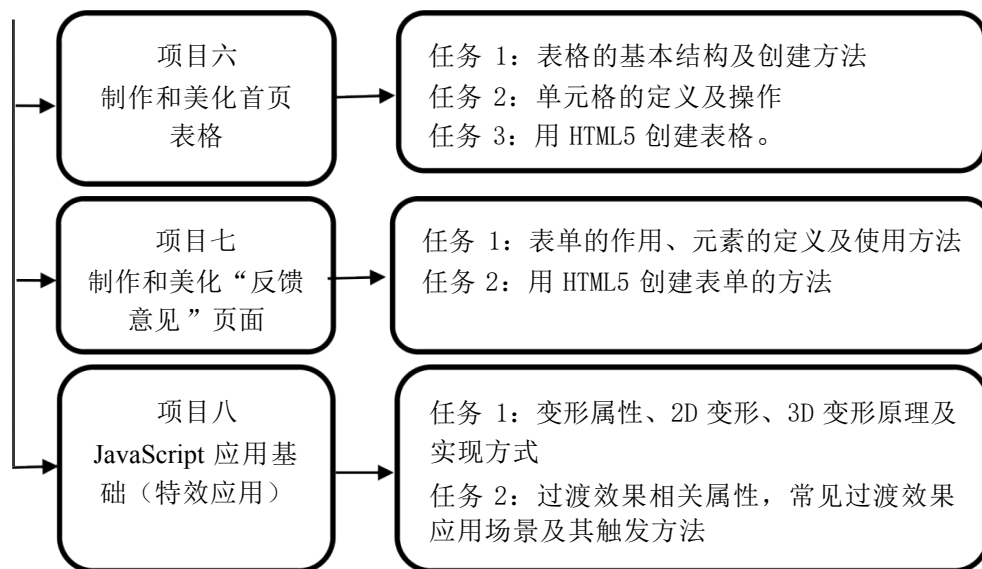 项目六
制作和美化首页
表格
任务 1：表格的基本结构及创建方法
任务 2：单元格的定义及操作
任务 3：用 HTML5 创建表格。
项目七
制作和美化“反馈
意见 ”页面
任务 1：表单的作用、元素的定义及使用方法
任务 2：用 HTML5 创建表单的方法
项目八
JavaScript 应用基
础（特效应用）
任务 1：变形属性、2D 变形、3D 变形原理及
实现方式
任务 2：过渡效果相关属性，常见过渡效果
应用场景及其触发方法